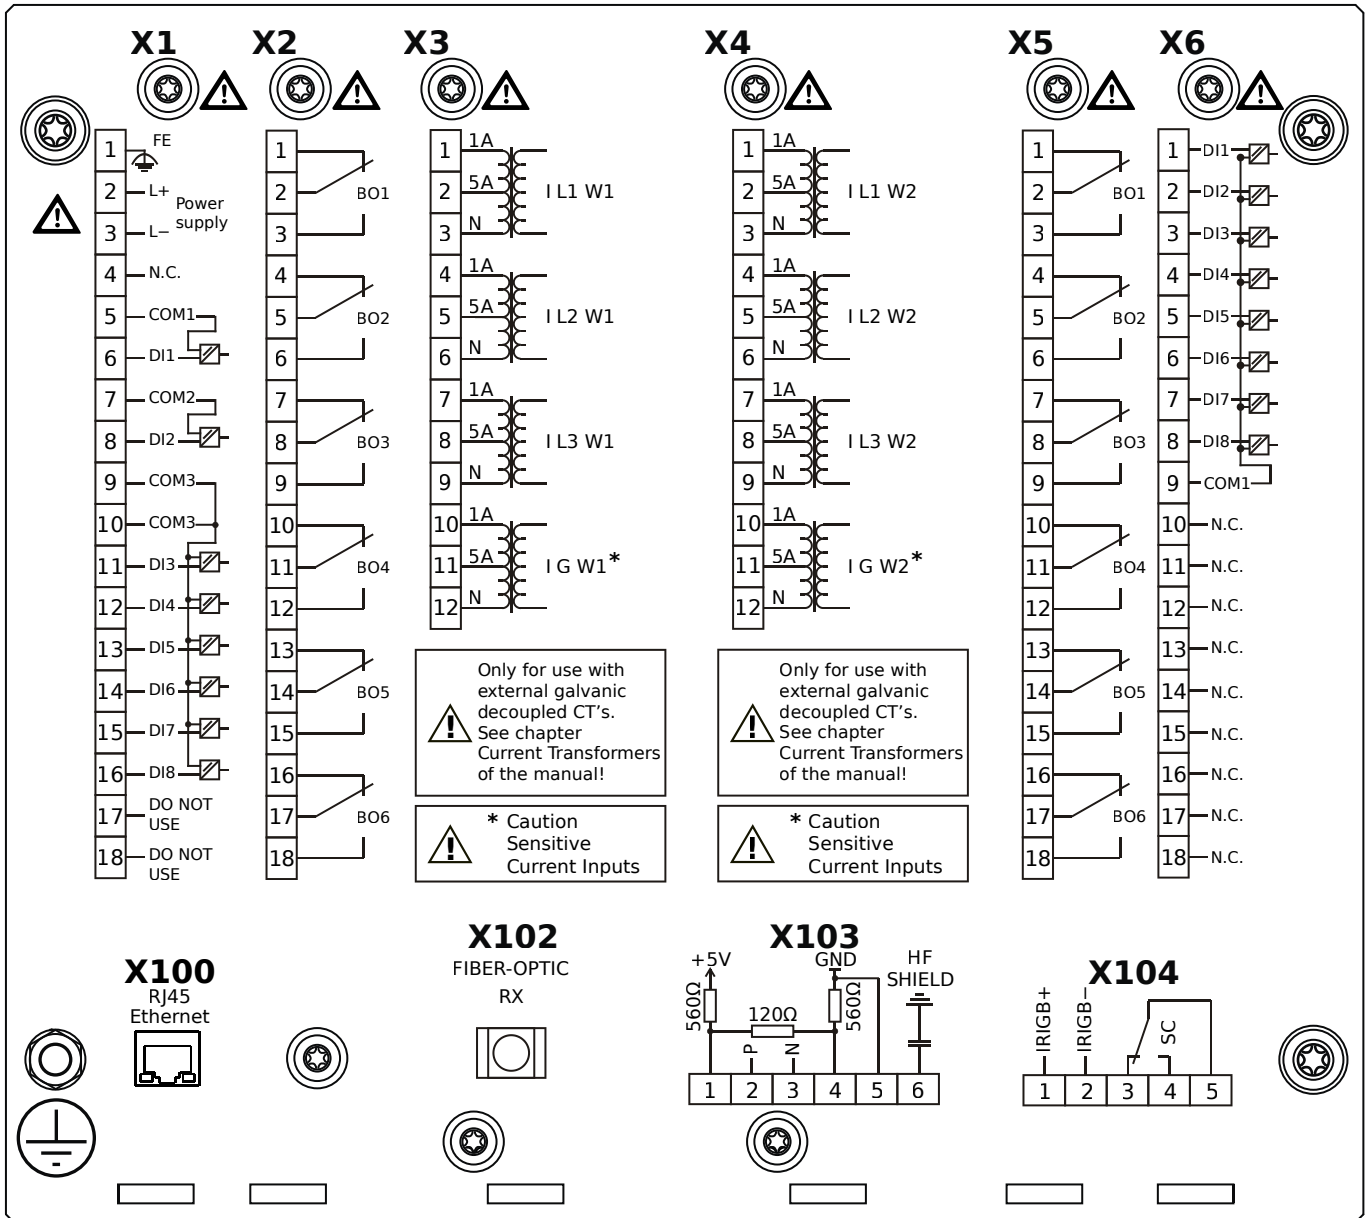 X1 X2 X3 X4 X5 X6
1 FE
2 L+
Power
supply
3 L−
4 N.C.
5 COM1
6 DI1
7 COM2
8 DI2
9 COM3
10 COM3
11 DI3
12 DI4
13 DI5
14 DI6
15 DI7
16 DI8
17 DO NOT
USE
18 DO NOT
USE
1
2 BO1
3
4
5 BO2
6
7
8 BO3
9
10
11 BO4
12
13
14 BO5
15
16
17 BO6
18
1 1A
2 5A I L1 W1
3 N
4 1A
5 5A I L2 W1
6 N
7 1A
8 5A I L3 W1
9 N
10 1A
11 5A I G W1*
12 N
Only for use with
external galvanic
decoupled CT's.
See chapter
Current Transformers
of the manual!
* Caution
Sensitive
Current Inputs
1 1A
2 5A I L1 W2
3 N
4 1A
5 5A I L2 W2
6 N
7 1A
8 5A I L3 W2
9 N
10 1A
11 5A I G W2*
12 N
Only for use with
external galvanic
decoupled CT's.
See chapter
Current Transformers
of the manual!
* Caution
Sensitive
Current Inputs
1
2 BO1
3
4
5 BO2
6
7
8 BO3
9
10
11 BO4
12
13
14 BO5
15
16
17 BO6
18
1 DI1
2 DI2
3 DI3
4 DI4
5 DI5
6 DI6
7 DI7
8 DI8
9 COM1
10 N.C.
11 N.C.
12 N.C.
13 N.C.
14 N.C.
15 N.C.
16 N.C.
17 N.C.
18 N.C.
X100
RJ45
Ethernet
X102
FIBER-OPTIC
RX
X103
+5V GND HF
SHIELD
560Ω 120Ω 560Ω
P N
1 2 3 4 5 6
X104
IRIGB+ IRIGB− SC
1 2 3 4 5